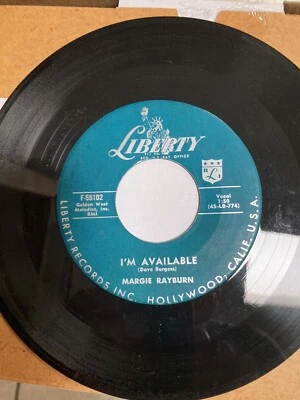 LIBERTY
REG. U.S. PAT. OFFICE
F-55102
Golden West
Melodies, Inc.
BMI
"L"
Vocal
1:50
(45-LB-774)
I'M AVAILABLE
(Dave Burgess)
MARGIE RAYBURN
LIBERTY RECORDS INC. HOLLYWOOD, CALIF. U.S.A.